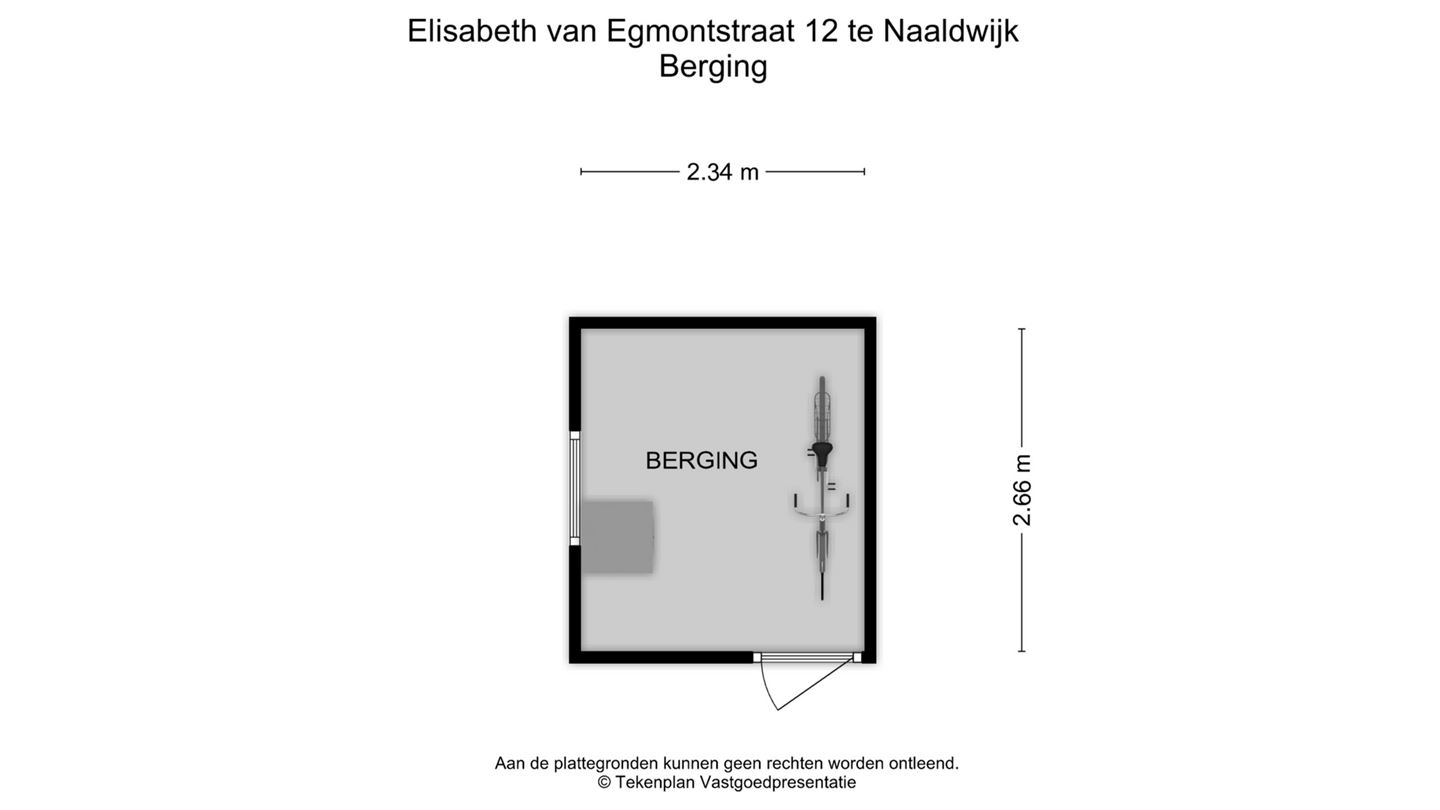 Elisabeth van Egmontstraat 12 te Naaldwijk
Berging
2.34 m
BERGING
2.66 m
Aan de plattegronden kunnen geen rechten worden ontleend.
© Tekenplan Vastgoedpresentatie